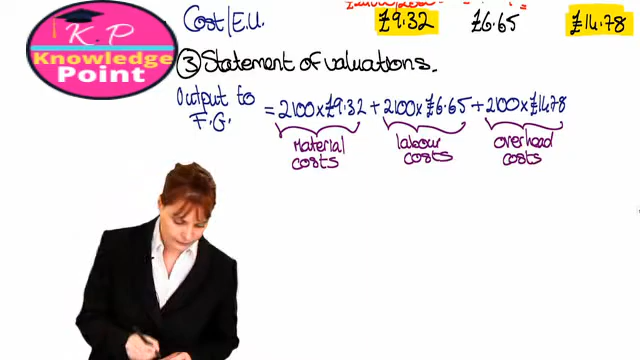 Cost/E.U. £9.32 £6.65 £14.78
K.P
Knowledge
Point
③ Statement of valuations.
Output to
F.G. = 2100 x £9.32 + 2100 x £6.65 + 2100 x £14.78
Material costs
labour costs
overhead costs